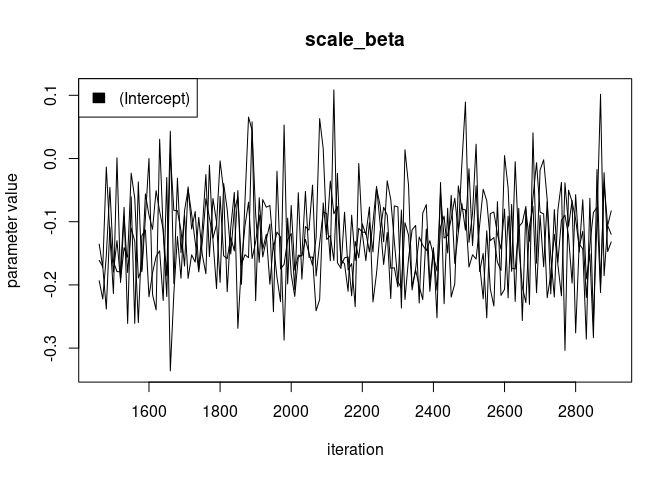 scale_beta
(Intercept)
parameter value
0.1
0.0
-0.1
-0.2
-0.3
1600 1800 2000 2200 2400 2600 2800
iteration